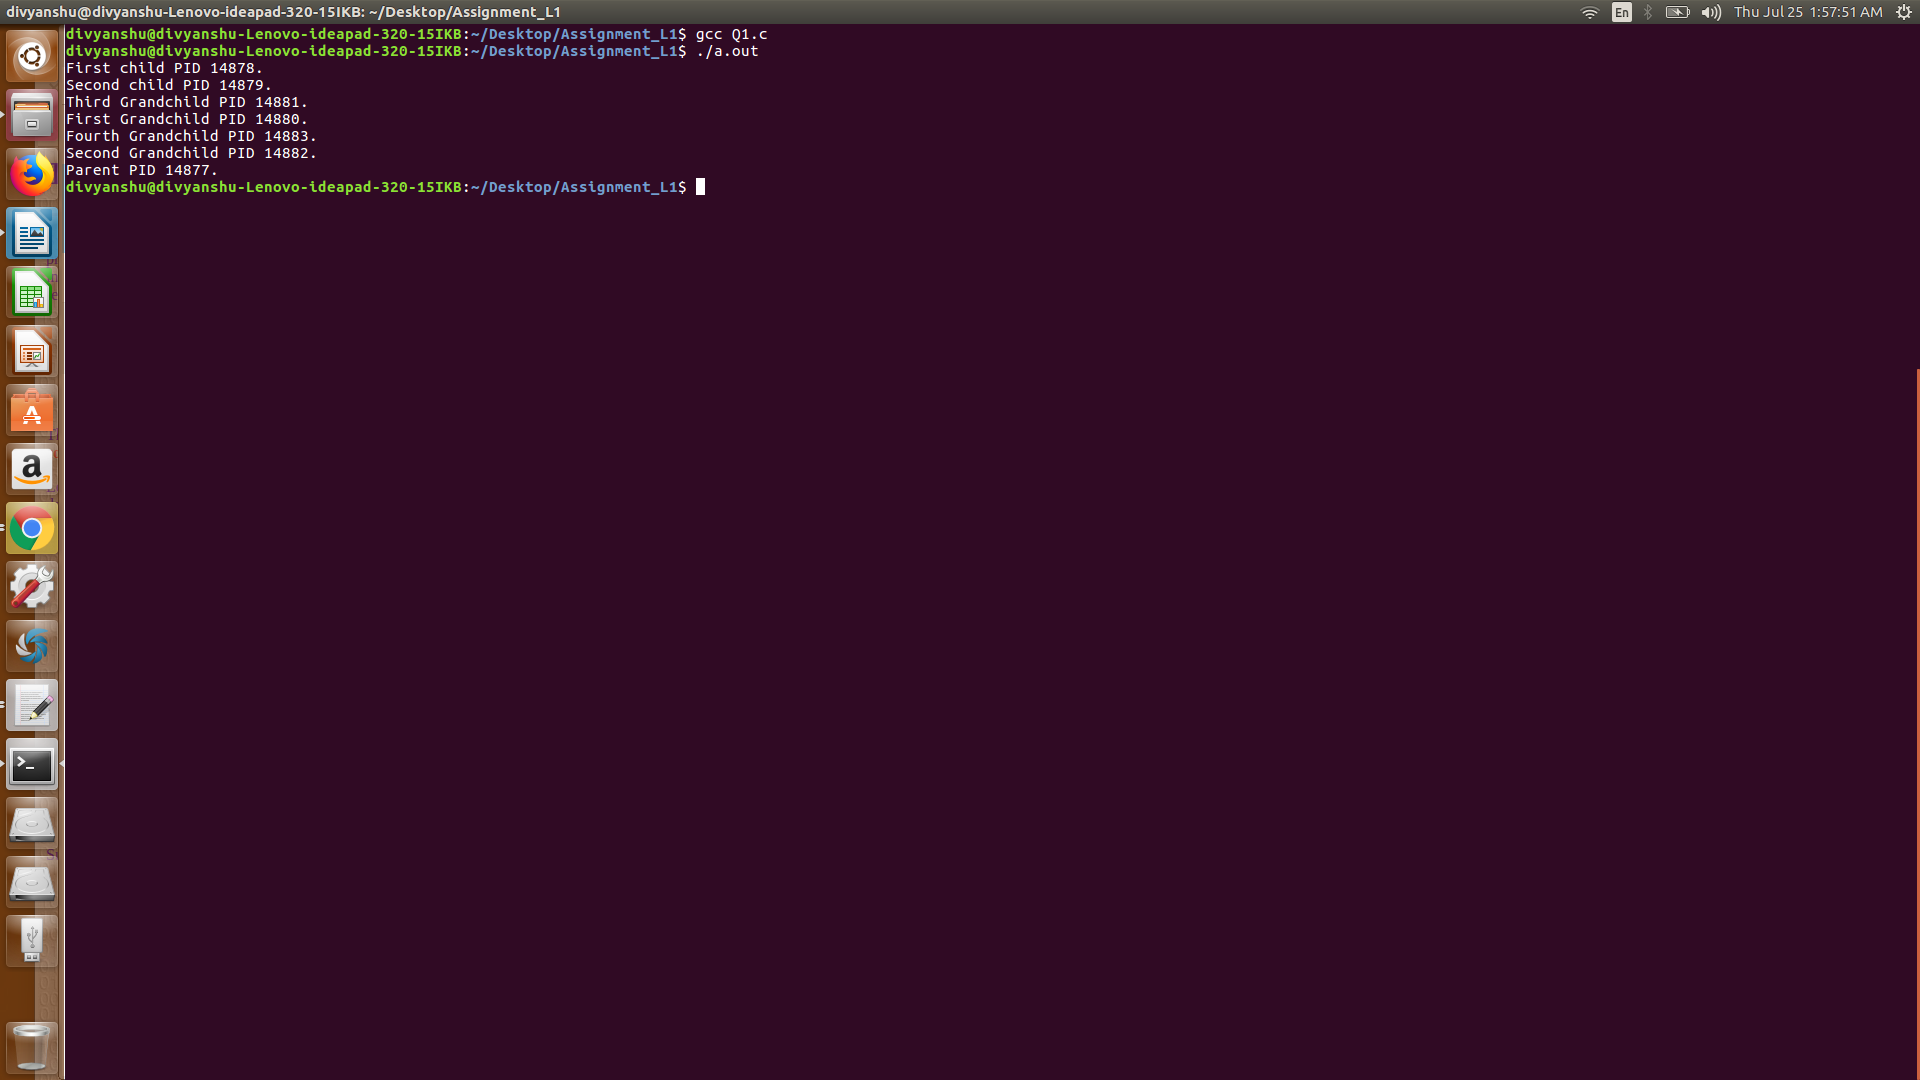 divyanshu@divyanshu-Lenovo-ideapad-320-15IKB: ~/Desktop/Assignment_L1
En
Thu Jul 25 1:57:51 AM
divyanshu@divyanshu-Lenovo-ideapad-320-15IKB:~/Desktop/Assignment_L1$ gcc Q1.c
divyanshu@divyanshu-Lenovo-ideapad-320-15IKB:~/Desktop/Assignment_L1$ ./a.out
First child PID 14878.
Second child PID 14879.
Third Grandchild PID 14881.
First Grandchild PID 14880.
Fourth Grandchild PID 14883.
Second Grandchild PID 14882.
Parent PID 14877.
divyanshu@divyanshu-Lenovo-ideapad-320-15IKB:~/Desktop/Assignment_L1$